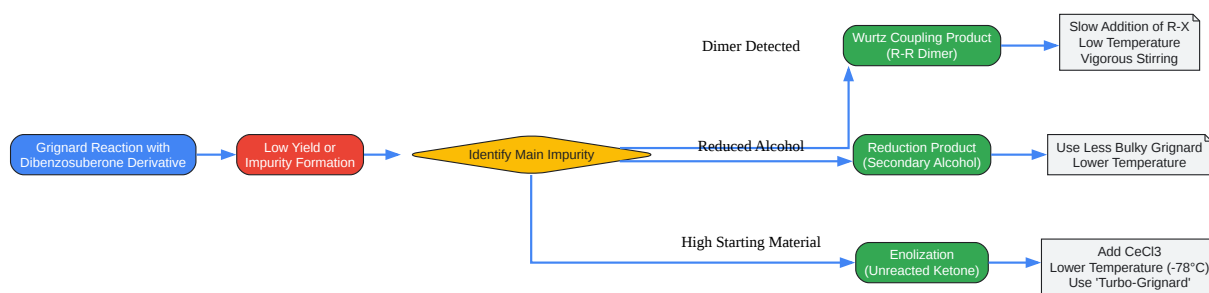 Grignard Reaction with
Dibenzosuberone Derivative
Low Yield or
Impurity Formation
Identify Main Impurity
Dimer Detected
Wurtz Coupling Product
(R-R Dimer)
Slow Addition of R-X
Low Temperature
Vigorous Stirring
Reduced Alcohol
Reduction Product
(Secondary Alcohol)
Use Less Bulky Grignard
Lower Temperature
High Starting Material
Enolization
(Unreacted Ketone)
Add CeCl3
Lower Temperature (-78°C)
Use 'Turbo-Grignard'